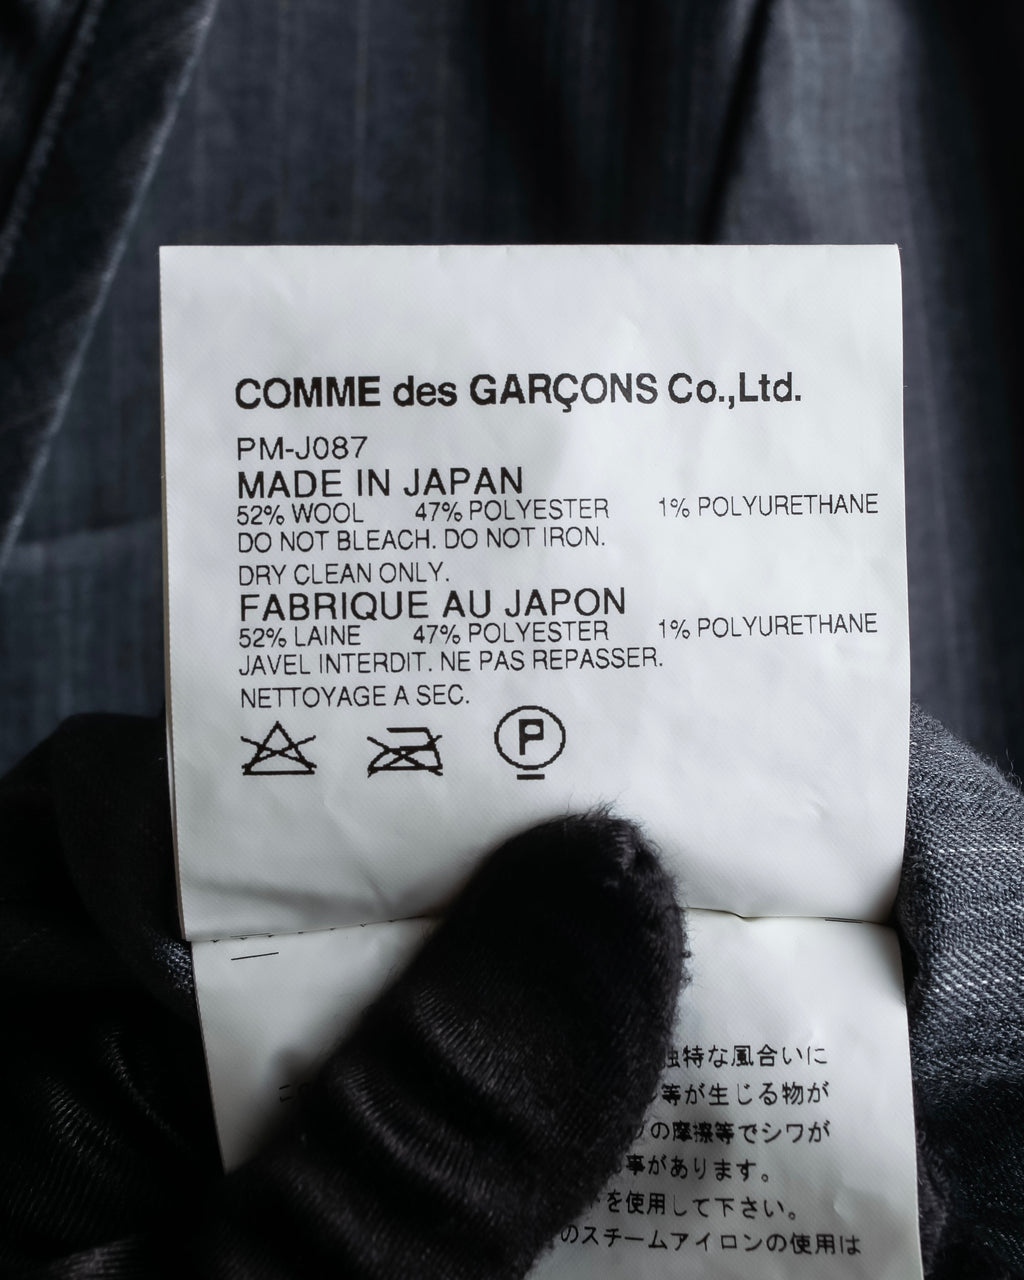 COMME des GARÇONS Co.,Ltd.
PM-J087
MADE IN JAPAN
52% WOOL 47% POLYESTER 1% POLYURETHANE
DO NOT BLEACH. DO NOT IRON.
DRY CLEAN ONLY.
FABRIQUE AU JAPON
52% LAINE 47% POLYESTER 1% POLYURETHANE
JAVEL INTERDIT. NE PAS REPASSER.
NETTOYAGE A SEC.
P
独特な風合いに
等が生じる物が
の摩擦等でシワが
事があります。
を使用して下さい。
のスチームアイロンの使用は